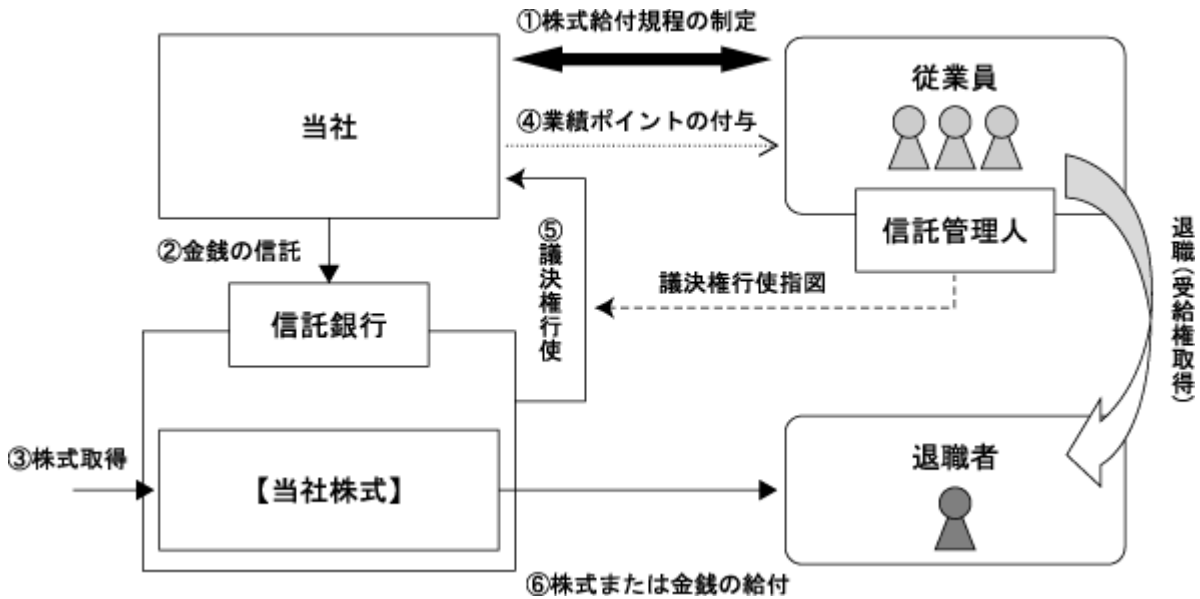 ①株式給付規程の制定
当社
従業員
④業績ポイントの付与
信託管理人
②金銭の信託
⑤議決権行使
議決権行使指図
退職(受給権取得)
信託銀行
③株式取得
【当社株式】
退職者
⑥株式または金銭の給付